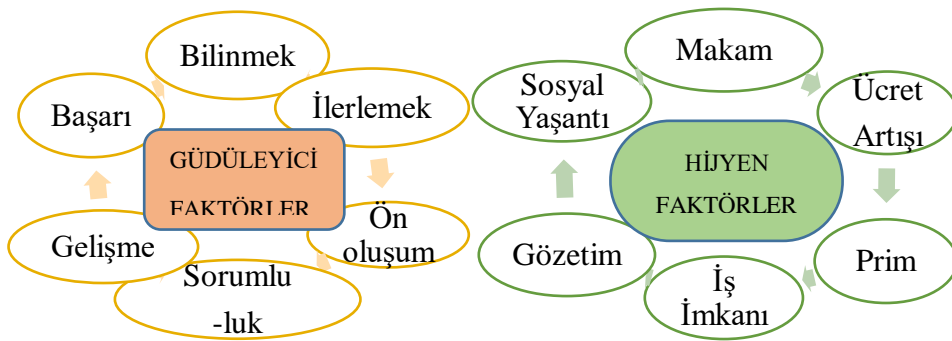 Bilinmek
İlerlemek
Ön
oluşum
Sorumlu
-luk
Gelişme
Başarı
GÜDÜLEYİCİ
FAKTÖRLER
Makam
Ücret
Artışı
Prim
İş
İmkanı
Gözetim
Sosyal
Yaşantı
HİJYEN
FAKTÖRLER